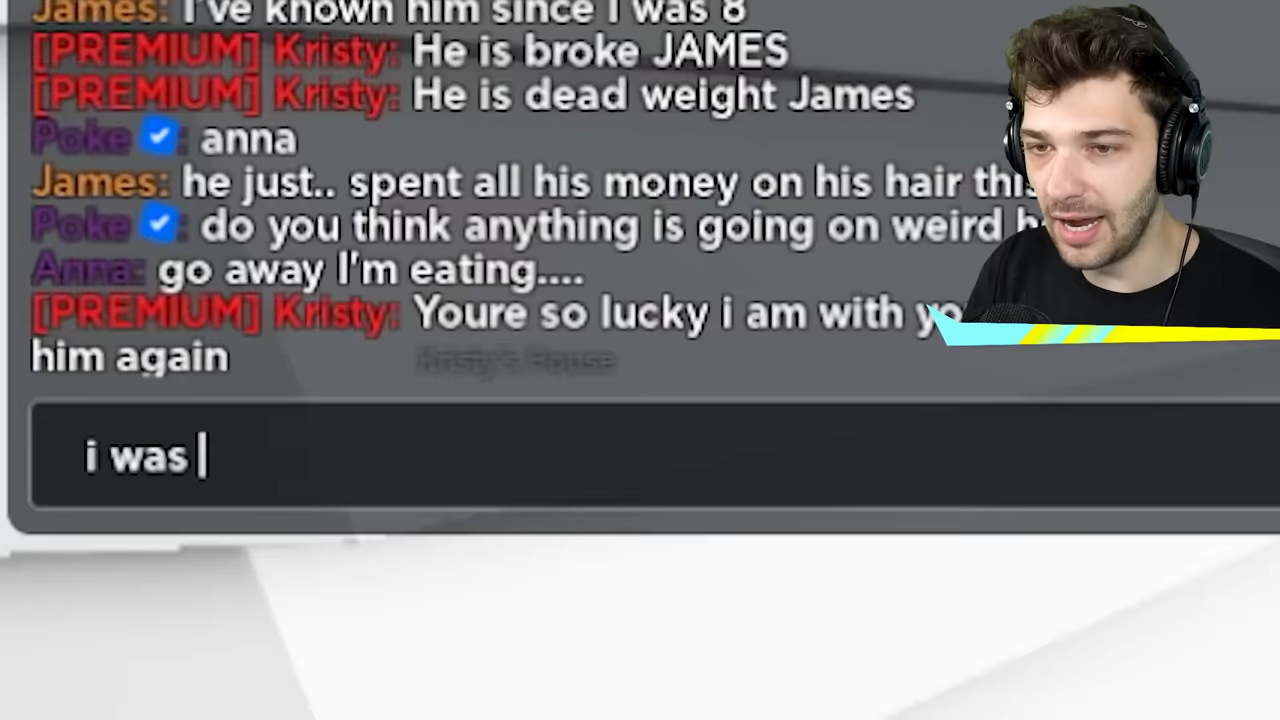 James: I've known him since I was 8
[PREMIUM] Kristy: He is broke JAMES
[PREMIUM] Kristy: He is dead weight James
Poke : anna
James: he just.. spent all his money on his hair this
Poke : do you think anything is going on weird
Anna: go away I'm eating....
[PREMIUM] Kristy: Youre so lucky i am with
him again
Kristy's House
i was